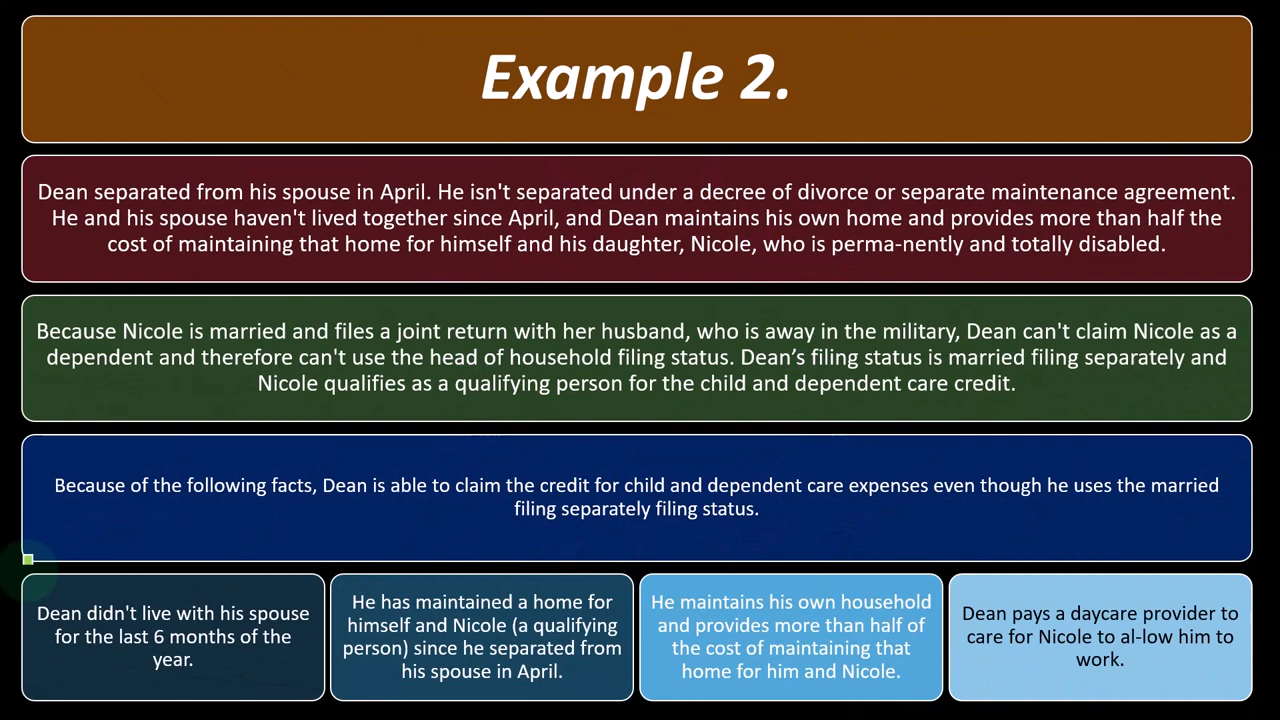 Example 2.
Dean separated from his spouse in April. He isn't separated under a decree of divorce or separate maintenance agreement.
He and his spouse haven't lived together since April, and Dean maintains his own home and provides more than half the
cost of maintaining that home for himself and his daughter, Nicole, who is perma-nently and totally disabled.
Because Nicole is married and files a joint return with her husband, who is away in the military, Dean can't claim Nicole as a
dependent and therefore can't use the head of household filing status. Dean’s filing status is married filing separately and
Nicole qualifies as a qualifying person for the child and dependent care credit.
Because of the following facts, Dean is able to claim the credit for child and dependent care expenses even though he uses the married
filing separately filing status.
Dean didn't live with his spouse
for the last 6 months of the
year.
He has maintained a home for
himself and Nicole (a qualifying
person) since he separated from
his spouse in April.
He maintains his own household
and provides more than half of
the cost of maintaining that
home for him and Nicole.
Dean pays a daycare provider to
care for Nicole to al-low him to
work.